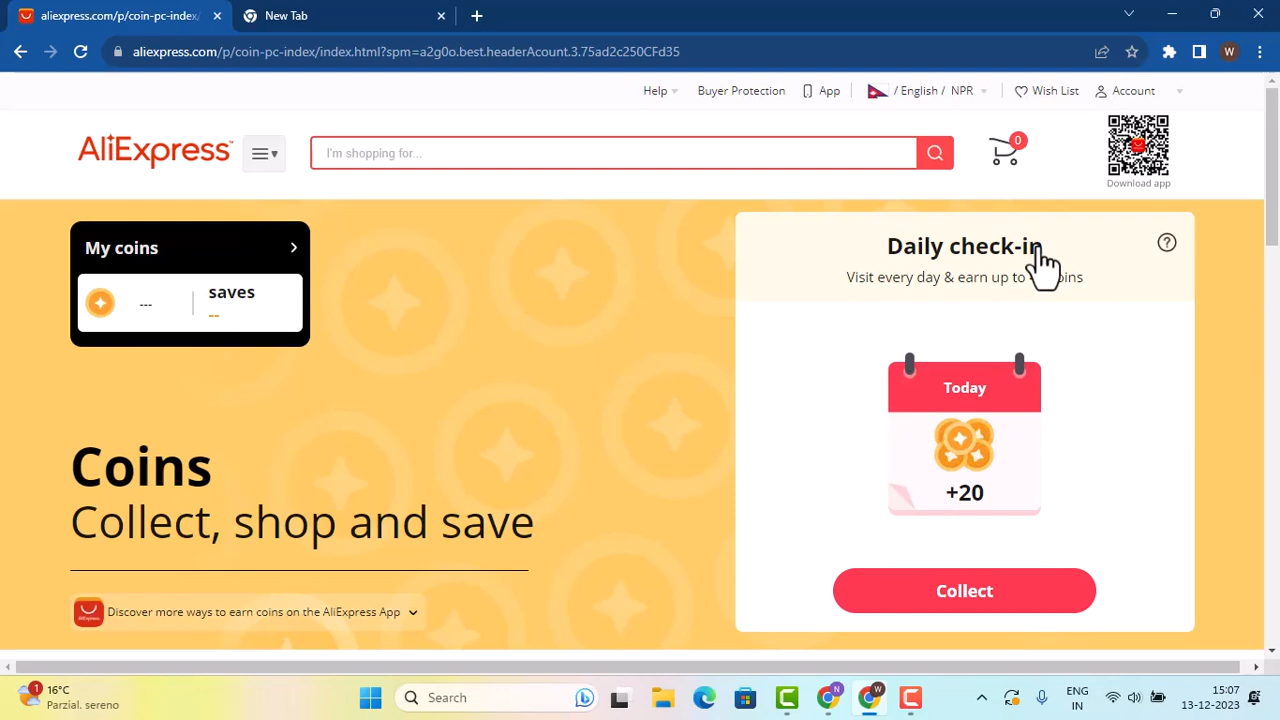 aliexpress.com/p/coin-pc-index/
New Tab
aliexpress.com/p/coin-pc-index/index.html?spm=a2g0o.best.headerAcount.3.75ad2c250CFd35
W
Help
Buyer Protection
App
/ English / NPR
Wish List
Account
AliExpress™
I'm shopping for...
0
Download app
My coins
--- saves
--
Daily check-in
Visit every day & earn up to coins
Today
+20
Collect
Coins
Collect, shop and save
AliExpress
Discover more ways to earn coins on the AliExpress App
1
16°C
Parzial. sereno
Search
N
W
ENG
IN
15:07
13-12-2023